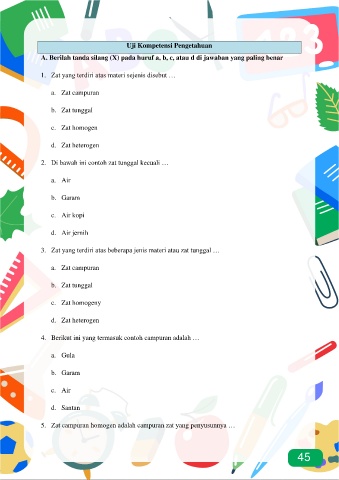 Uji Kompetensi Pengetahuan
A. Berilah tanda silang (X) pada huruf a, b, c, atau d di jawaban yang paling benar
1. Zat yang terdiri atas materi sejenis disebut …
a. Zat campuran
b. Zat tunggal
c. Zat homogen
d. Zat heterogen
2. Di bawah ini contoh zat tunggal kecuali …
a. Air
b. Garam
c. Air kopi
d. Air jernih
3. Zat yang terdiri atas beberapa jenis materi atau zat tunggal …
a. Zat campuran
b. Zat tunggal
c. Zat homogeny
d. Zat heterogen
4. Berikut ini yang termasuk contoh campuran adalah …
a. Gula
b. Garam
c. Air
d. Santan
5. Zat campuran homogen adalah campuran zat yang penyusunnya …
45